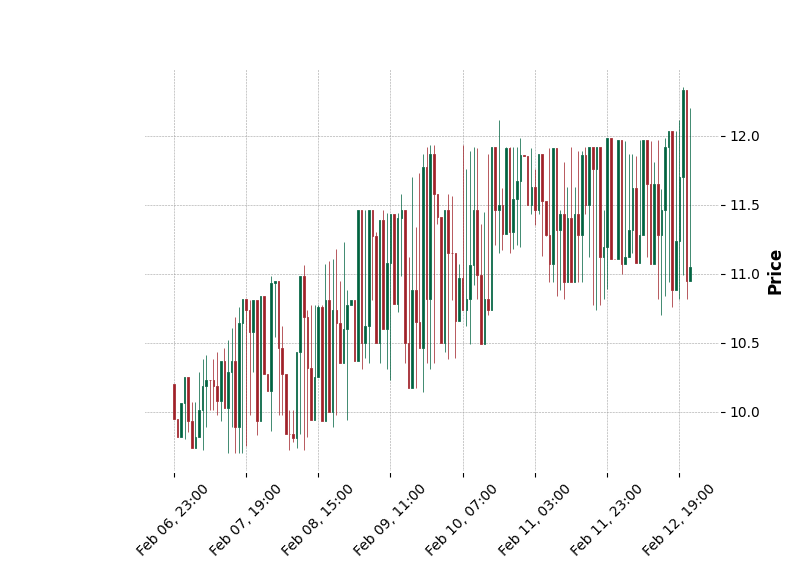 12.0
11.5
11.0
10.5
10.0
Price
Feb 06, 23:00
Feb 07, 19:00
Feb 08, 15:00
Feb 09, 11:00
Feb 10, 07:00
Feb 11, 03:00
Feb 11, 23:00
Feb 12, 19:00